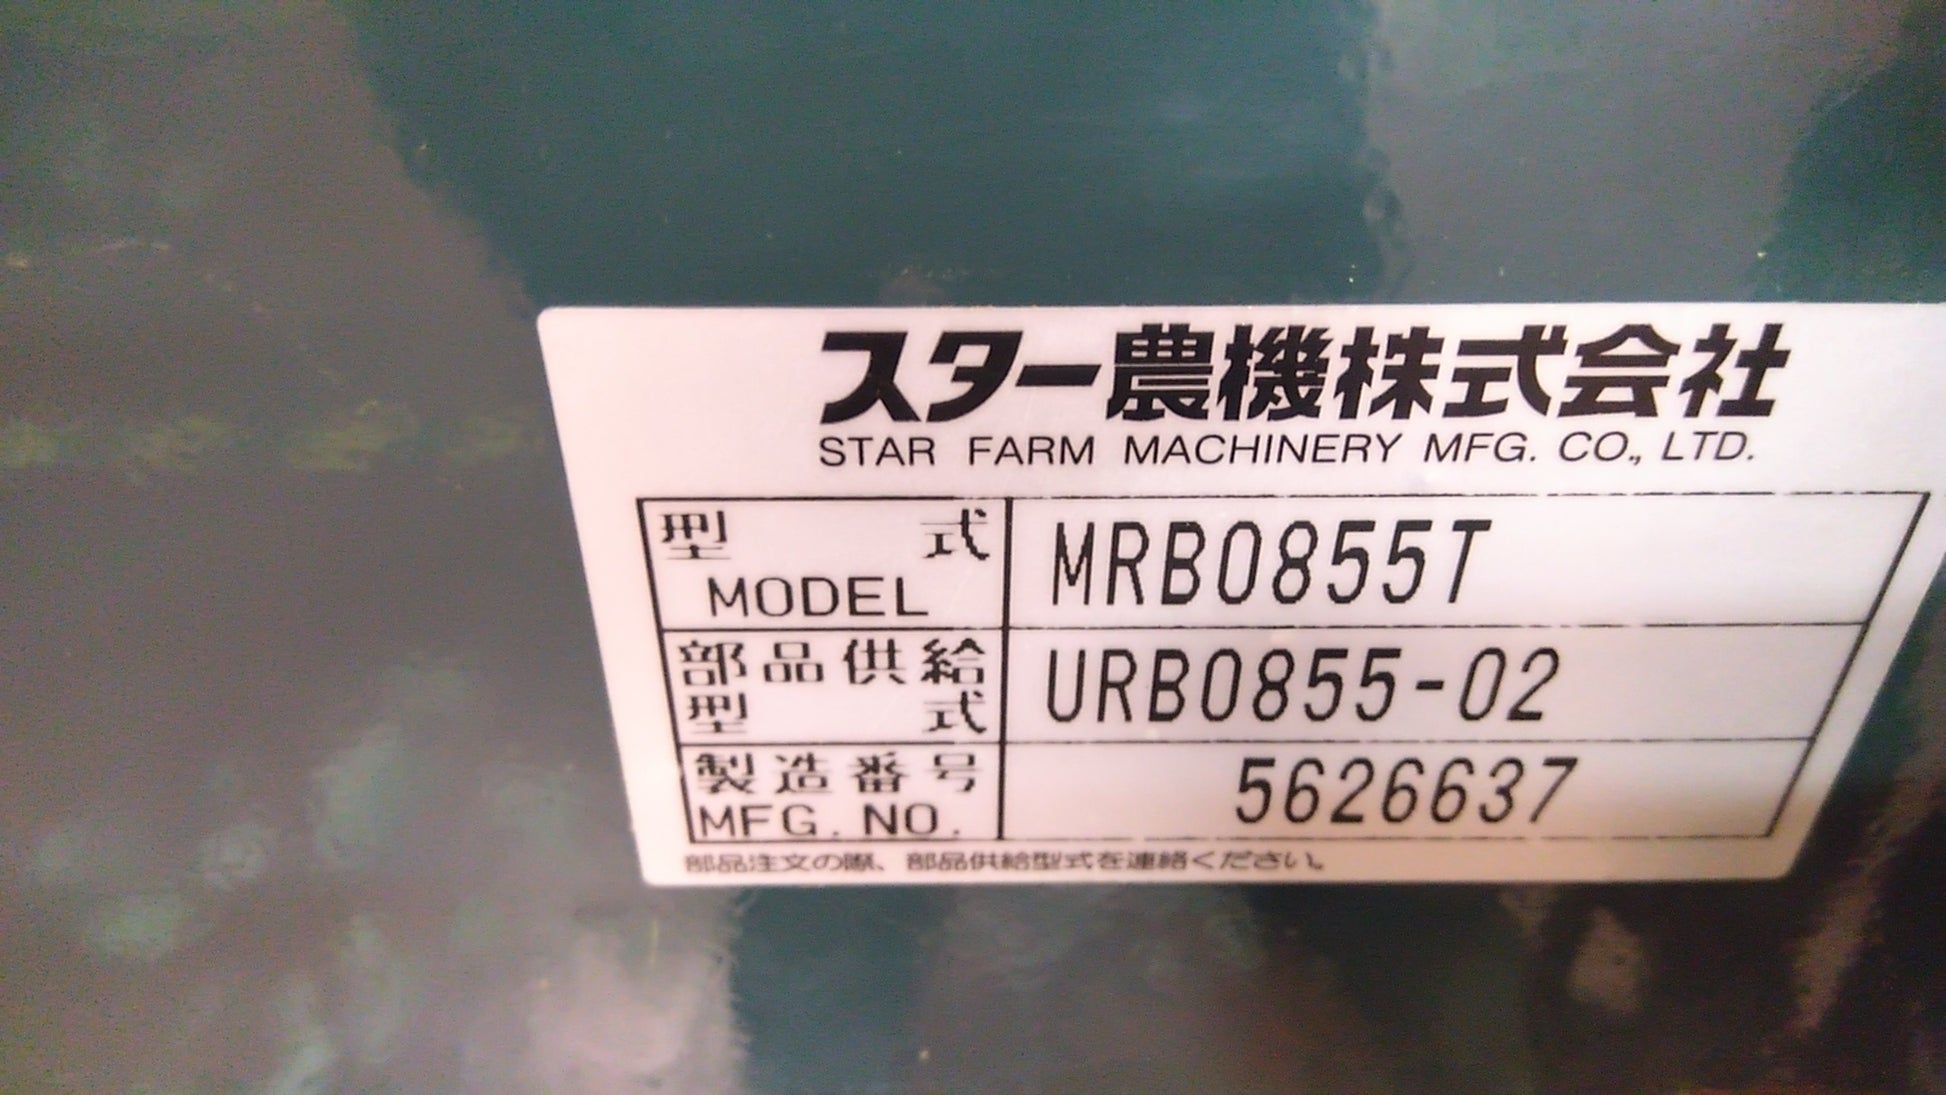 スター農機株式会社
STAR FARM MACHINERY MFG. CO., LTD.
型式 MRB0855T
MODEL
部品供給 URB0855-02
型式
製造番号 5626637
MFG. NO.
部品注文の際、部品供給型式を連絡ください。